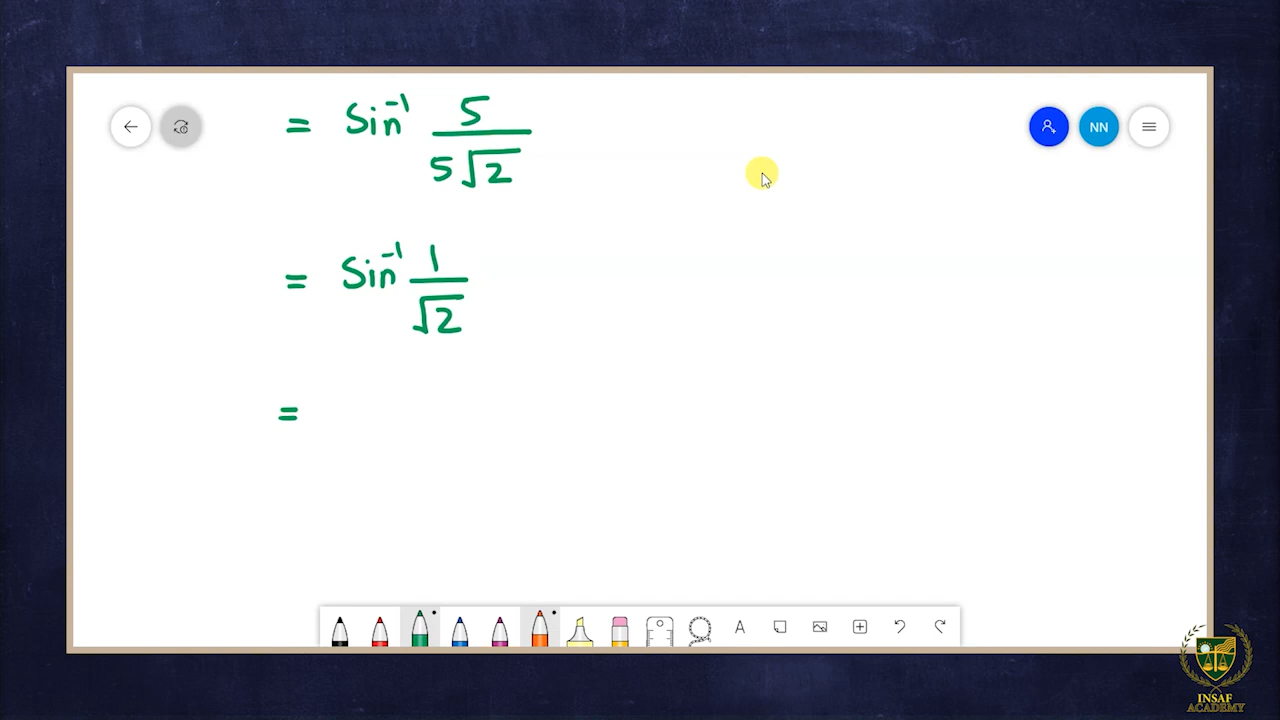 = Sin⁻¹ 5/5√2
NN
= Sin⁻¹ 1/√2
=
A
INSAF
ACADEMY